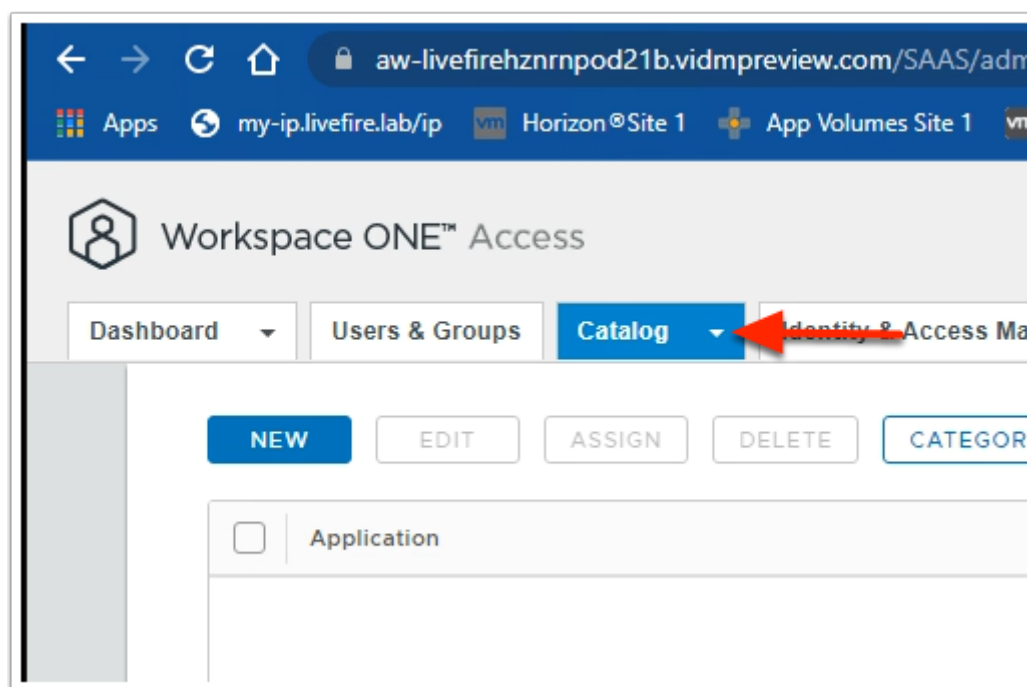 aw-livefirehznrnpod21b.vidmpreview.com/SAAS/adm
Apps my-ip.livefire.lab/ip vm Horizon®Site 1 App Volumes Site 1 vm
Workspace ONE™ Access
Dashboard Users & Groups Catalog Identity & Access Ma
NEW EDIT ASSIGN DELETE CATEGOR
Application